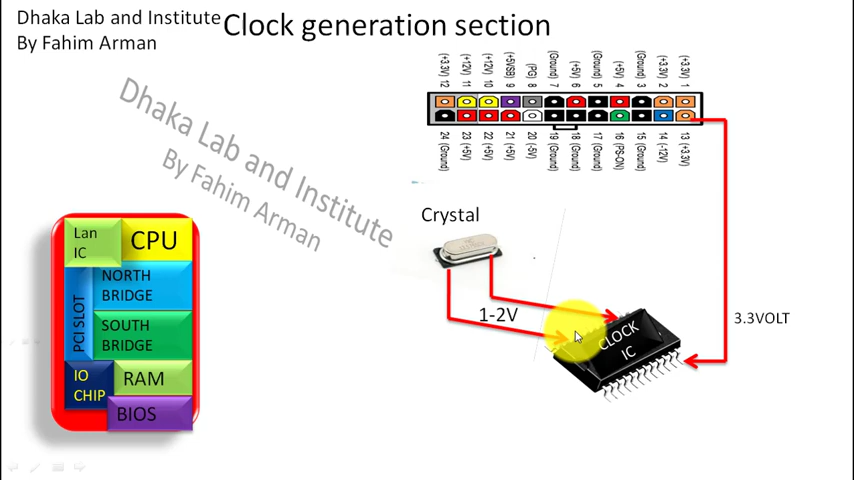 Dhaka Lab and Institute
By Fahim Arman
Clock generation section
(+3.3V) 12
(+12V) 11
(+12V) 10
(+5VSB) 9
(PG) 8
(Ground) 7
(+5V) 6
(Ground) 5
(+5V) 4
(Ground) 3
(+3.3V) 2
(+3.3V) 1
24 (Ground)
23 (+5V)
22 (+5V)
21 (+5V)
20 (-5V)
19 (Ground)
18 (Ground)
17 (Ground)
16 (PS-ON)
15 (Ground)
14 (-12V)
13 (+3.3V)
Dhaka Lab and Institute
By Fahim Arman
Crystal
1-2V
CLOCK
IC
3.3VOLT
Lan
IC
CPU
PCI SLOT
NORTH
BRIDGE
SOUTH
BRIDGE
IO
CHIP
RAM
BIOS